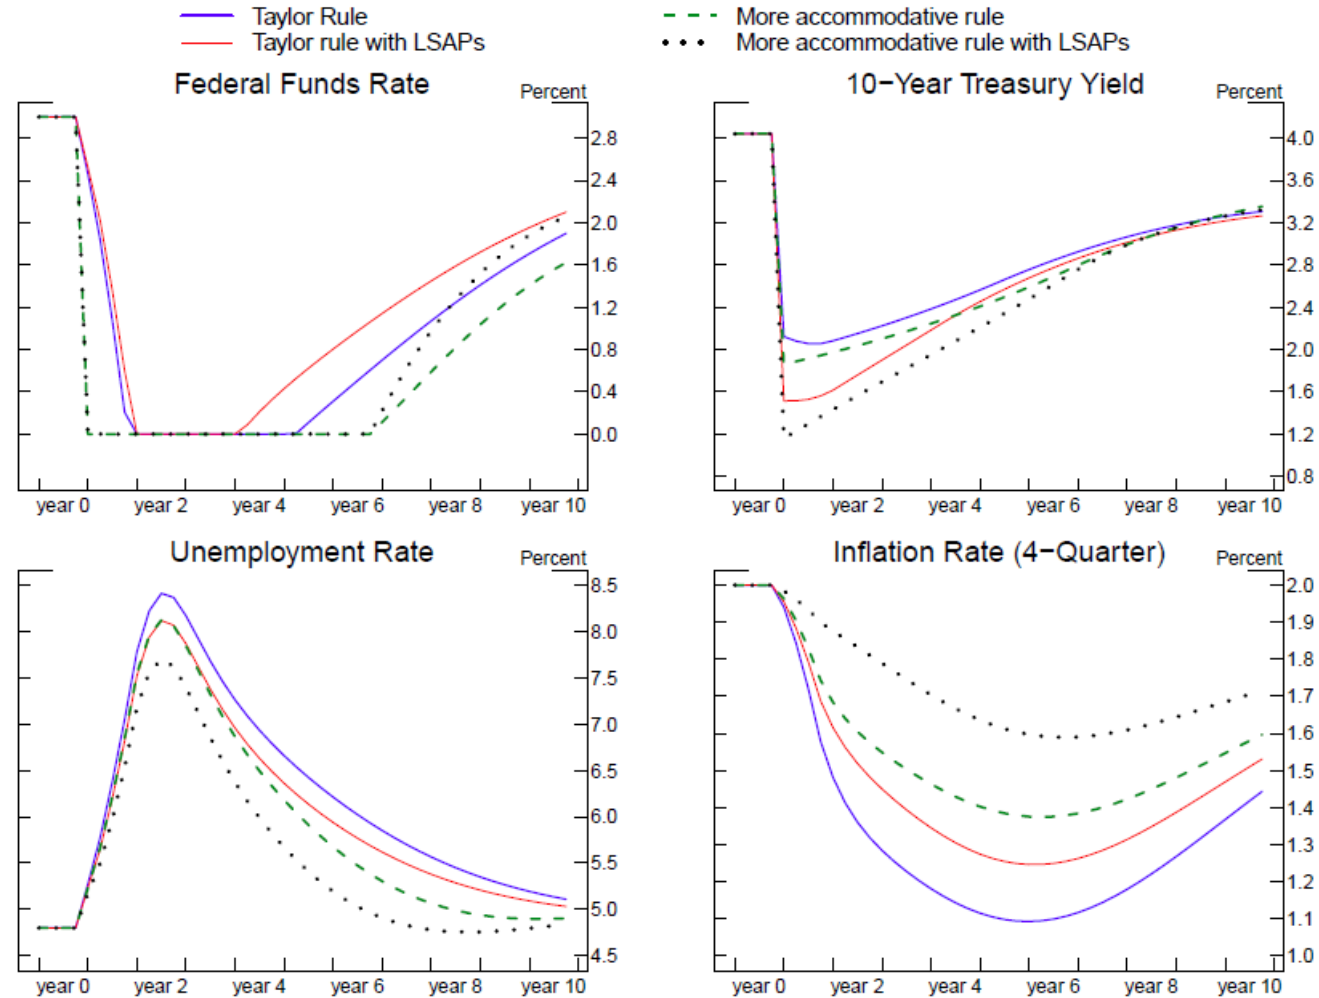 Taylor Rule
Taylor rule with LSAPs
More accommodative rule
More accommodative rule with LSAPs
Federal Funds Rate
Percent
2.8
2.4
2.0
1.6
1.2
0.8
0.4
0.0
year 0 year 2 year 4 year 6 year 8 year 10
10−Year Treasury Yield
Percent
4.0
3.6
3.2
2.8
2.4
2.0
1.6
1.2
0.8
year 0 year 2 year 4 year 6 year 8 year 10
Unemployment Rate
Percent
8.5
8.0
7.5
7.0
6.5
6.0
5.5
5.0
4.5
year 0 year 2 year 4 year 6 year 8 year 10
Inflation Rate (4−Quarter)
Percent
2.0
1.9
1.8
1.7
1.6
1.5
1.4
1.3
1.2
1.1
1.0
year 0 year 2 year 4 year 6 year 8 year 10